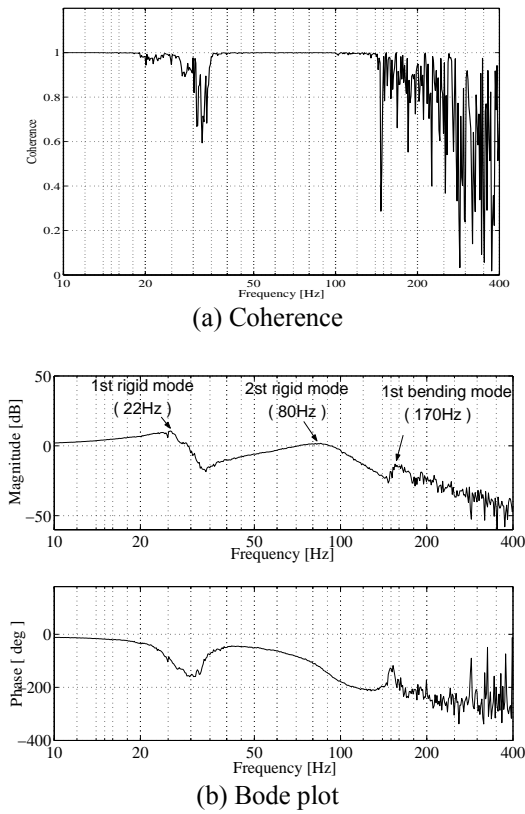 1
0.8
0.6
0.4
0.2
0
Coherence
10 20 50 100 200 400
Frequency [Hz]
(a) Coherence
50
0
−50
Magnitude [dB]
1st rigid mode
( 22Hz )
2st rigid mode
( 80Hz )
1st bending mode
( 170Hz )
10 20 50 100 200 400
Frequency [Hz]
0
−200
−400
Phase [ deg ]
10 20 50 100 200 400
Frequency [Hz]
(b) Bode plot